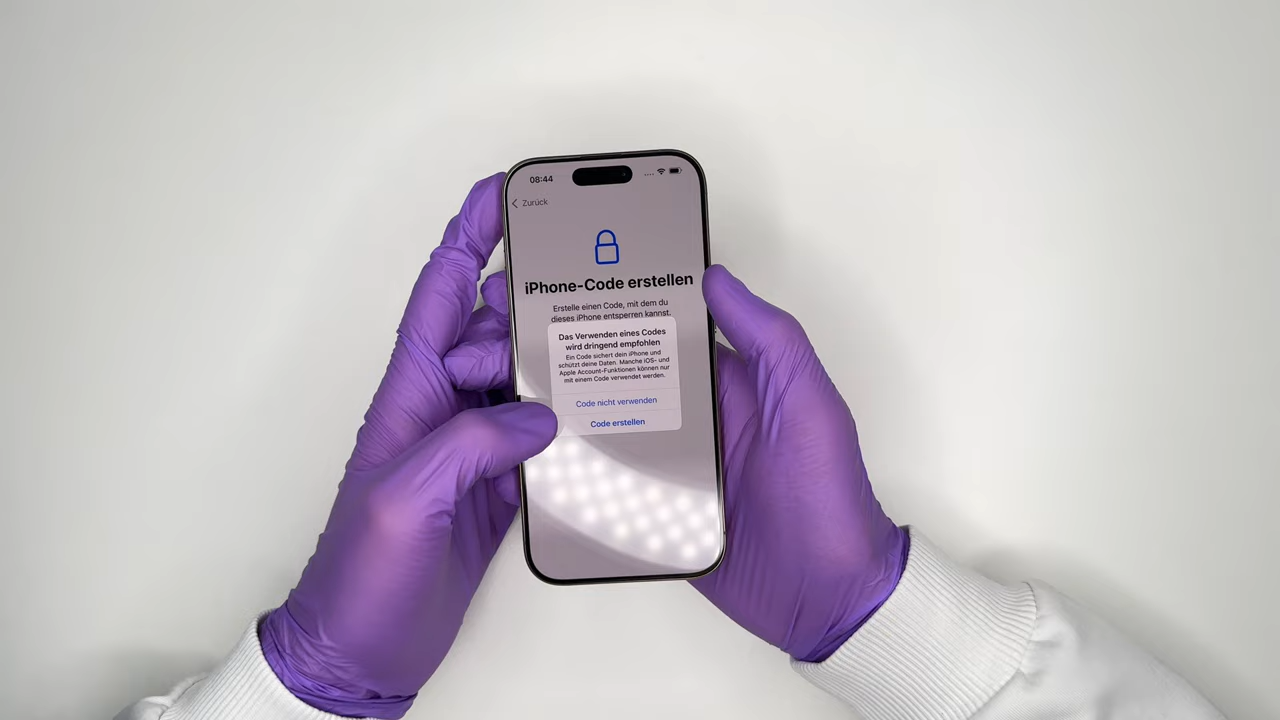 08:44
Zurück
iPhone-Code erstellen
Erstelle einen Code, mit dem du
dieses iPhone entsperren kannst.
Das Verwenden eines Codes
wird dringend empfohlen
Ein Code sichert dein iPhone und
schützt deine Daten. Manche iOS- und
Apple Account-Funktionen können nur
mit einem Code verwendet werden.
Code nicht verwenden
Code erstellen